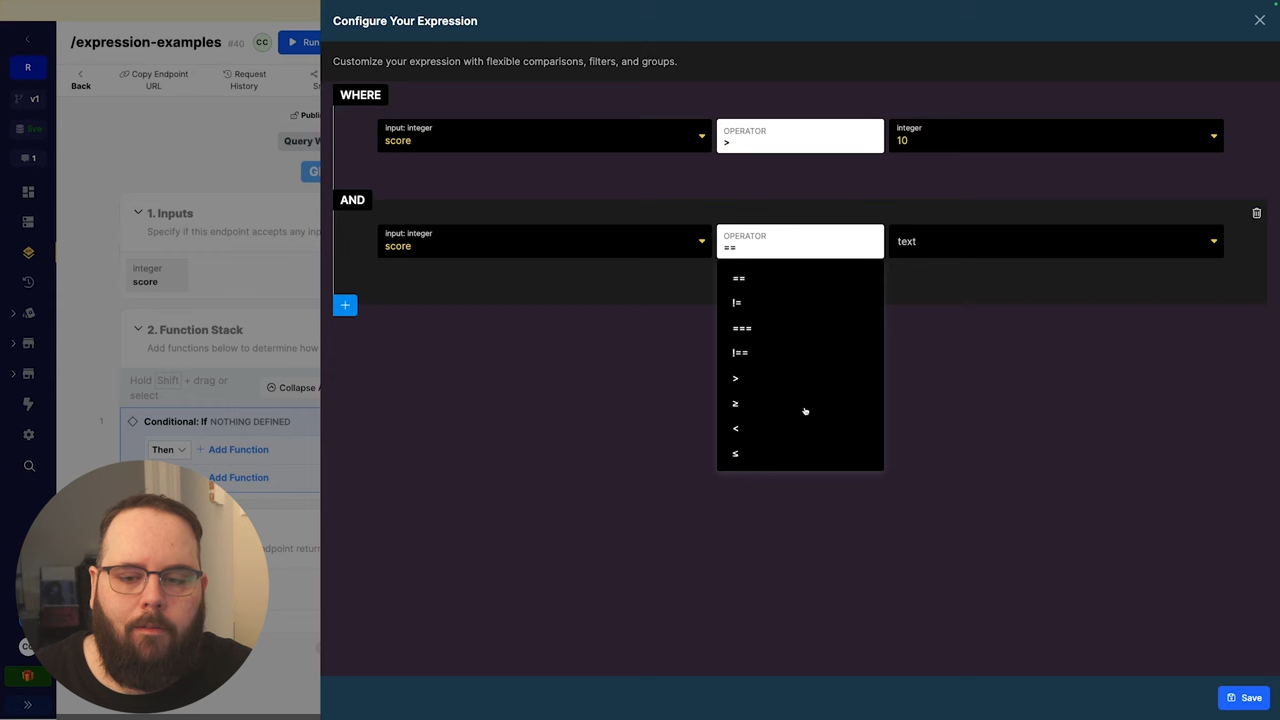 Configure Your Expression
/expression-examples #40 CC Run
Customize your expression with flexible comparisons, filters, and groups.
R
Back
Copy Endpoint URL
Request History
v1
WHERE
live
1
input: integer
score
OPERATOR
>
integer
10
Query
AND
1. Inputs
Specify if this endpoint accepts any
input: integer
score
OPERATOR
==
text
integer
score
==
!=
===
!==
>
≥
<
≤
2. Function Stack
Add functions below to determine how
Hold Shift + drag or select
Collapse
1
Conditional: If NOTHING DEFINED
Then
Add Function
Add Function
Save